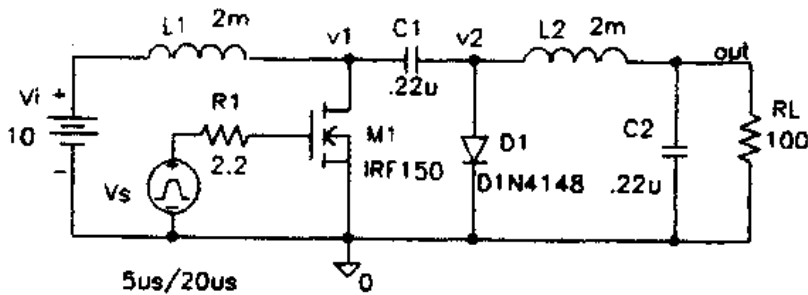 L1 2m
v1
C1
.22u
v2
L2 2m
out
Vi +
10
-
R1
2.2
M1
IRF150
D1
D1N4148
C2
.22u
RL
100
+
Vs
-
5us/20us
0